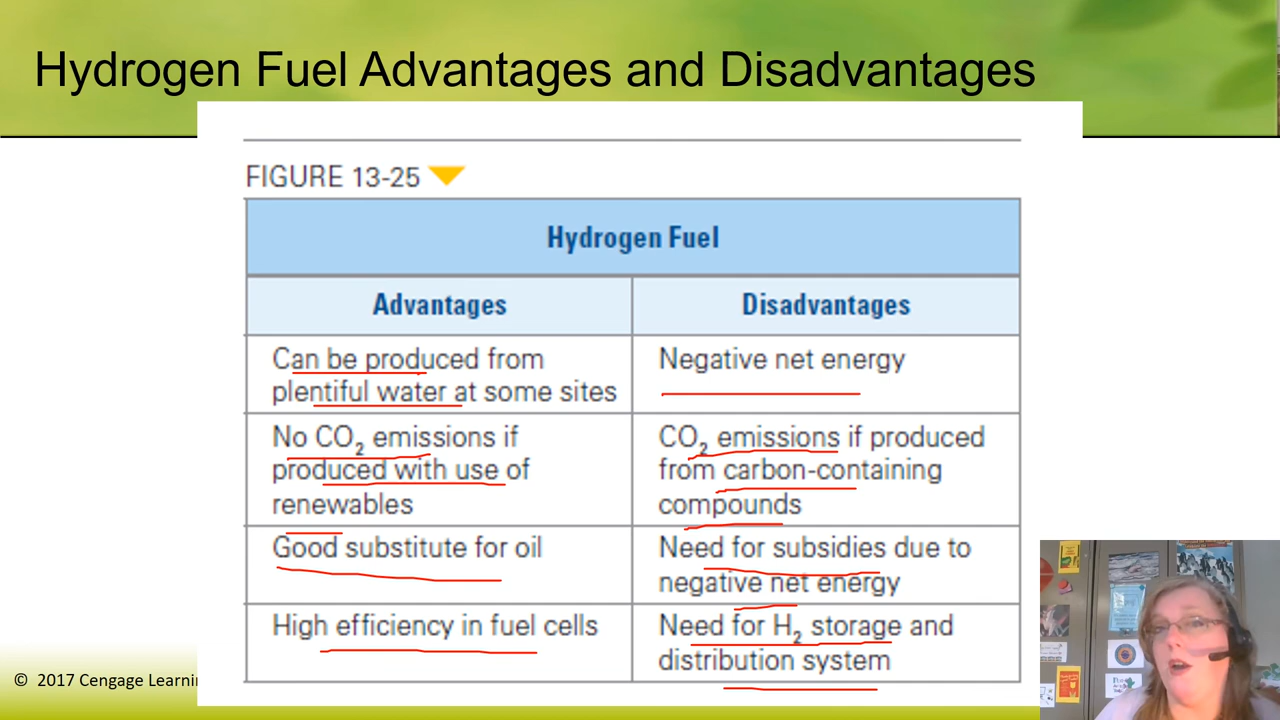 Hydrogen Fuel Advantages and Disadvantages
FIGURE 13-25
Hydrogen Fuel
Advantages
Disadvantages
Can be produced from
plentiful water at some sites
Negative net energy
No CO₂ emissions if
produced with use of
renewables
CO₂ emissions if produced
from carbon-containing
compounds
Good substitute for oil
Need for subsidies due to
negative net energy
High efficiency in fuel cells
Need for H₂ storage and
distribution system
© 2017 Cengage Learnin